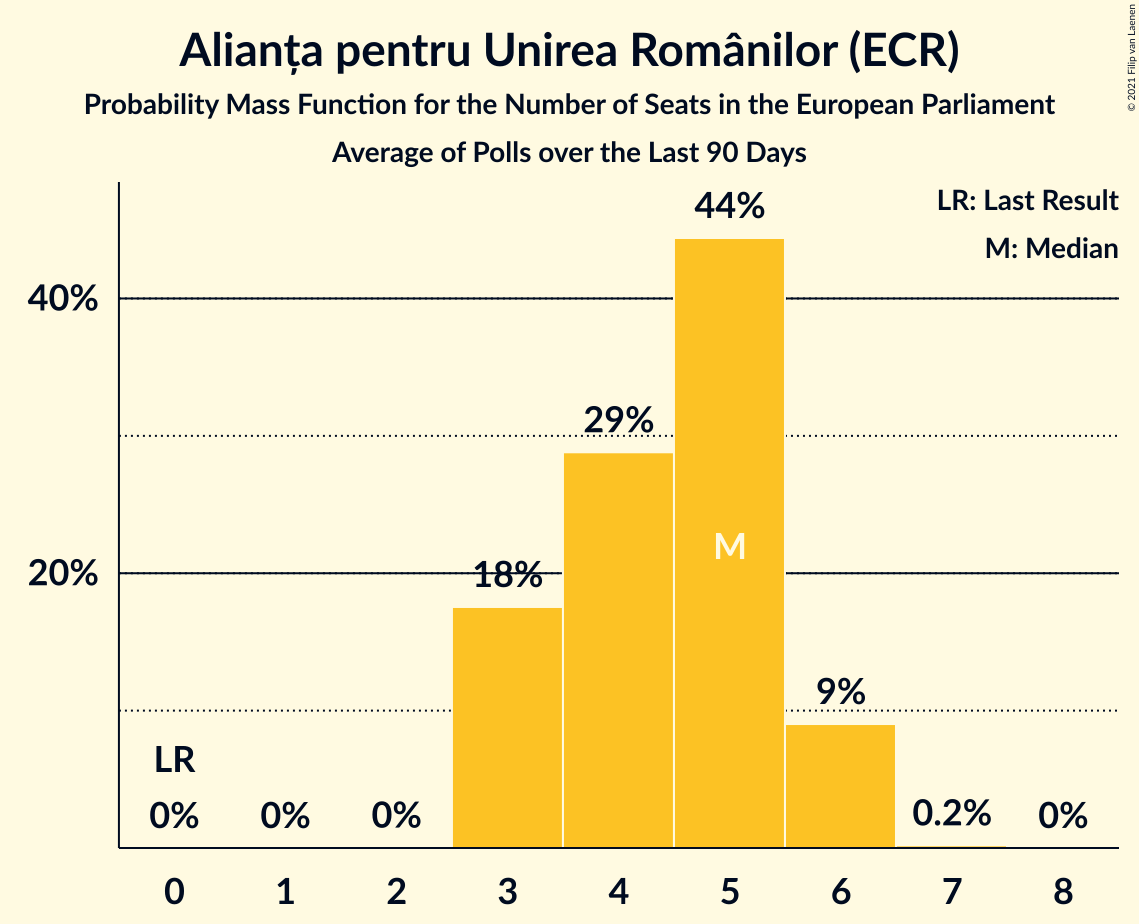 Alianța pentru Unirea Românilor (ECR)
Probability Mass Function for the Number of Seats in the European Parliament
Average of Polls over the Last 90 Days
© 2021 Filip van Laenen
LR: Last Result
M: Median
44%
40%
29%
M
20%
18%
9%
LR
0% 0% 0% 0.2% 0%
0 1 2 3 4 5 6 7 8